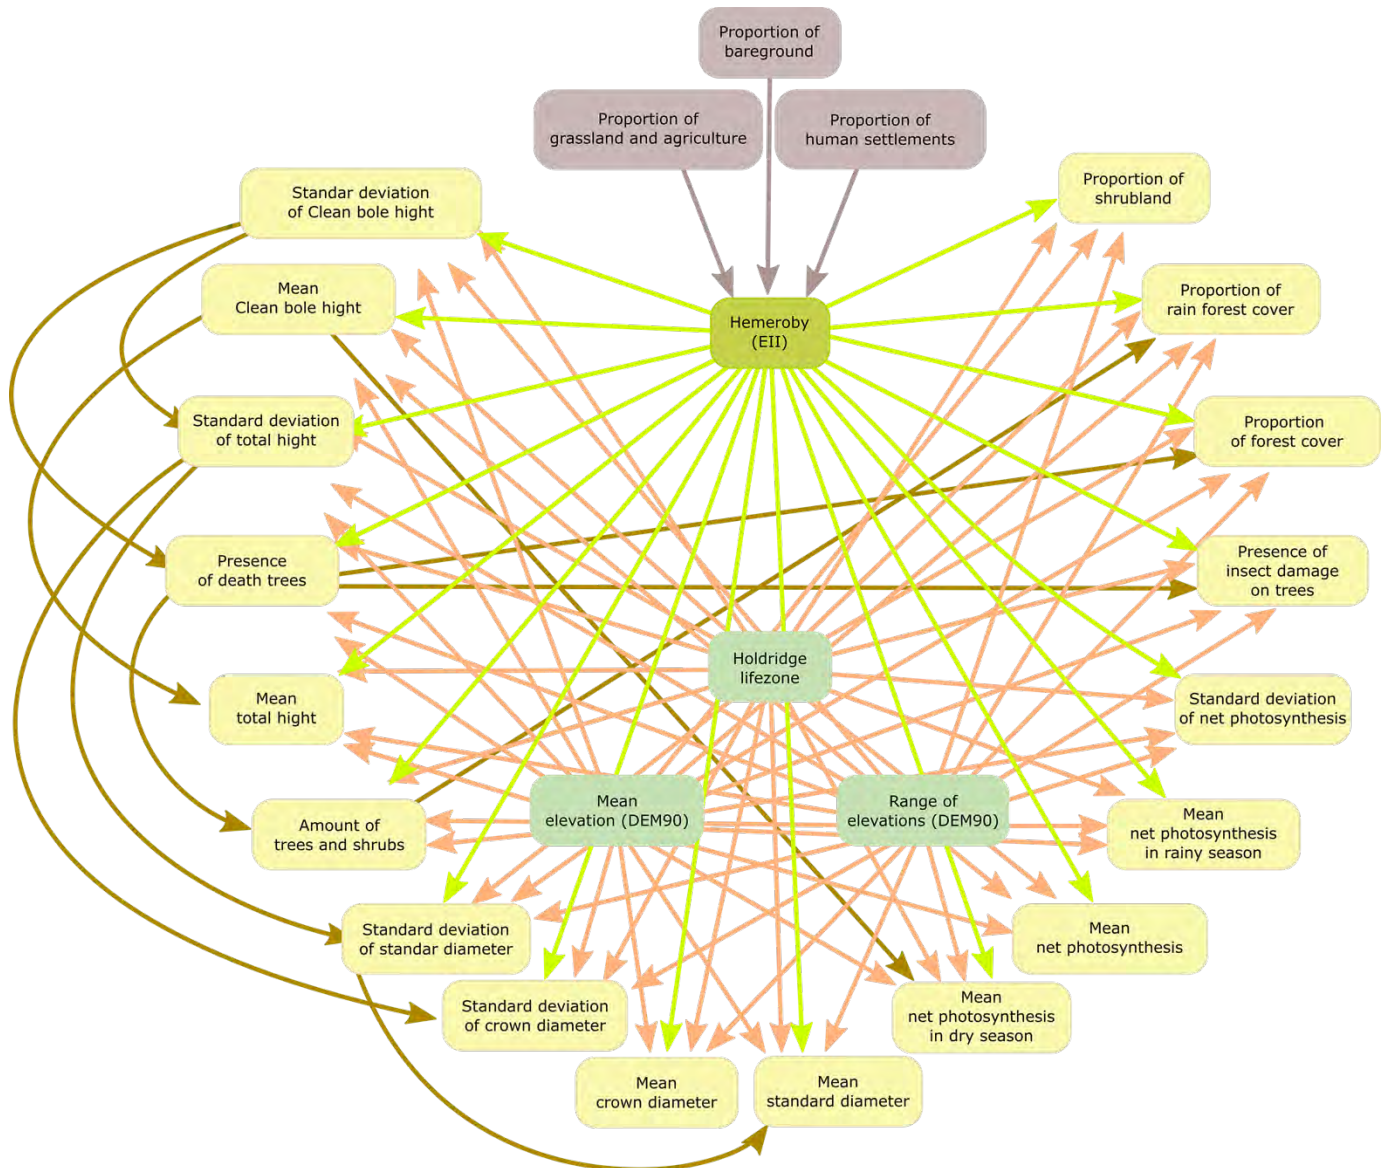 Proportion of
bareground
Proportion of
grassland and agriculture
Proportion of
human settlements
Standar deviation
of Clean bole hight
Proportion of
shrubland
Mean
Clean bole hight
Proportion of
rain forest cover
Hemeroby
(EII)
Standard deviation
of total hight
Proportion
of forest cover
Presence
of death trees
Presence of
insect damage
on trees
Holdridge
lifezone
Mean
total hight
Standard deviation
of net photosynthesis
Mean
elevation (DEM90)
Range of
elevations (DEM90)
Amount of
trees and shrubs
Mean
net photosynthesis
in rainy season
Standard deviation
of standar diameter
Mean
net photosynthesis
Standard deviation
of crown diameter
Mean
net photosynthesis
in dry season
Mean
crown diameter
Mean
standard diameter